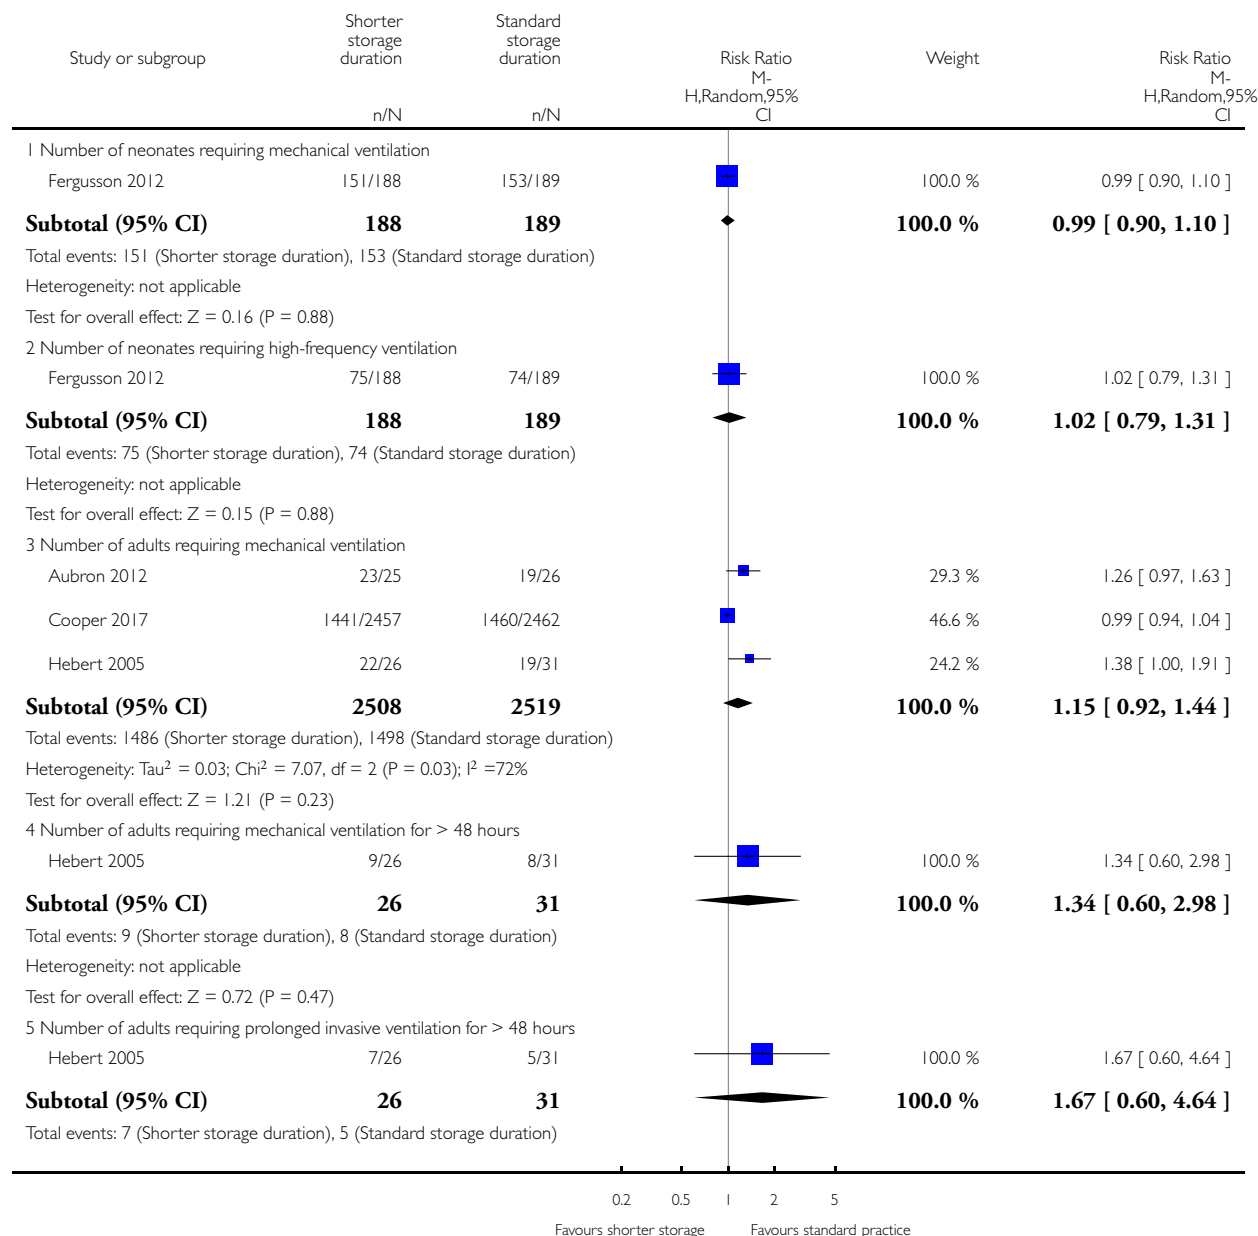 Study or subgroup
Shorter
storage
duration
Standard
storage
duration
Risk Ratio
Weight
Risk Ratio
n/N
n/N
M-
H,Random,95%
CI
M-
H,Random,95%
CI
1 Number of neonates requiring mechanical ventilation
Fergusson 2012 151/188 153/189 100.0 % 0.99 [ 0.90, 1.10 ]
Subtotal (95% CI) 188 189 100.0 % 0.99 [ 0.90, 1.10 ]
Total events: 151 (Shorter storage duration), 153 (Standard storage duration)
Heterogeneity: not applicable
Test for overall effect: Z = 0.16 (P = 0.88)
2 Number of neonates requiring high-frequency ventilation
Fergusson 2012 75/188 74/189 100.0 % 1.02 [ 0.79, 1.31 ]
Subtotal (95% CI) 188 189 100.0 % 1.02 [ 0.79, 1.31 ]
Total events: 75 (Shorter storage duration), 74 (Standard storage duration)
Heterogeneity: not applicable
Test for overall effect: Z = 0.15 (P = 0.88)
3 Number of adults requiring mechanical ventilation
Aubron 2012 23/25 19/26 29.3 % 1.26 [ 0.97, 1.63 ]
Cooper 2017 1441/2457 1460/2462 46.6 % 0.99 [ 0.94, 1.04 ]
Hebert 2005 22/26 19/31 24.2 % 1.38 [ 1.00, 1.91 ]
Subtotal (95% CI) 2508 2519 100.0 % 1.15 [ 0.92, 1.44 ]
Total events: 1486 (Shorter storage duration), 1498 (Standard storage duration)
Heterogeneity: Tau² = 0.03; Chi² = 7.07, df = 2 (P = 0.03); I² =72%
Test for overall effect: Z = 1.21 (P = 0.23)
4 Number of adults requiring mechanical ventilation for > 48 hours
Hebert 2005 9/26 8/31 100.0 % 1.34 [ 0.60, 2.98 ]
Subtotal (95% CI) 26 31 100.0 % 1.34 [ 0.60, 2.98 ]
Total events: 9 (Shorter storage duration), 8 (Standard storage duration)
Heterogeneity: not applicable
Test for overall effect: Z = 0.72 (P = 0.47)
5 Number of adults requiring prolonged invasive ventilation for > 48 hours
Hebert 2005 7/26 5/31 100.0 % 1.67 [ 0.60, 4.64 ]
Subtotal (95% CI) 26 31 100.0 % 1.67 [ 0.60, 4.64 ]
Total events: 7 (Shorter storage duration), 5 (Standard storage duration)
0.2 0.5 1 2 5
Favours shorter storage Favours standard practice